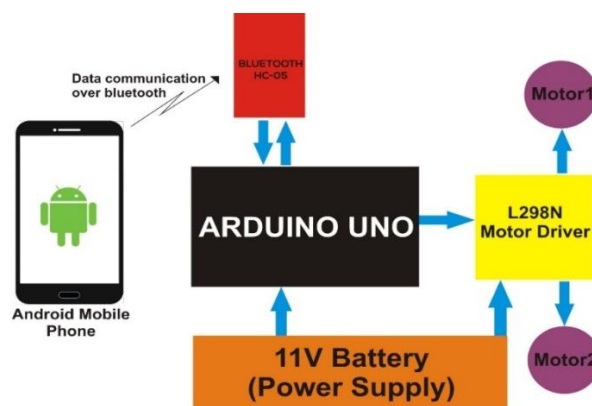 BLUETOOTH
HC-05
Data communication
over bluetooth
Motor1
ARDUINO UNO
L298N
Motor Driver
Android Mobile
Phone
11V Battery
(Power Supply)
Motor2